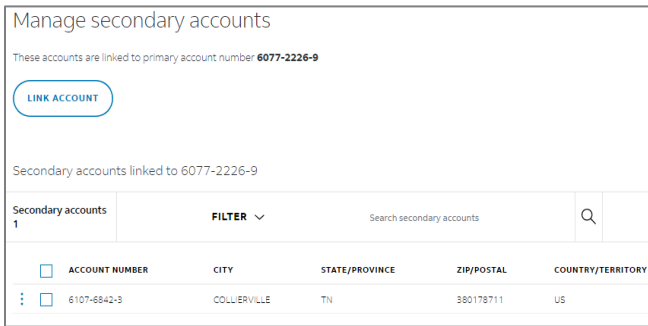 Manage secondary accounts
These accounts are linked to primary account number 6077-2226-9
LINK ACCOUNT
Secondary accounts linked to 6077-2226-9
Secondary accounts FILTER Search secondary accounts
1
ACCOUNT NUMBER CITY STATE/PROVINCE ZIP/POSTAL COUNTRY/TERRITORY
6107-6842-3 COLLIERVILLE TN 380178711 US